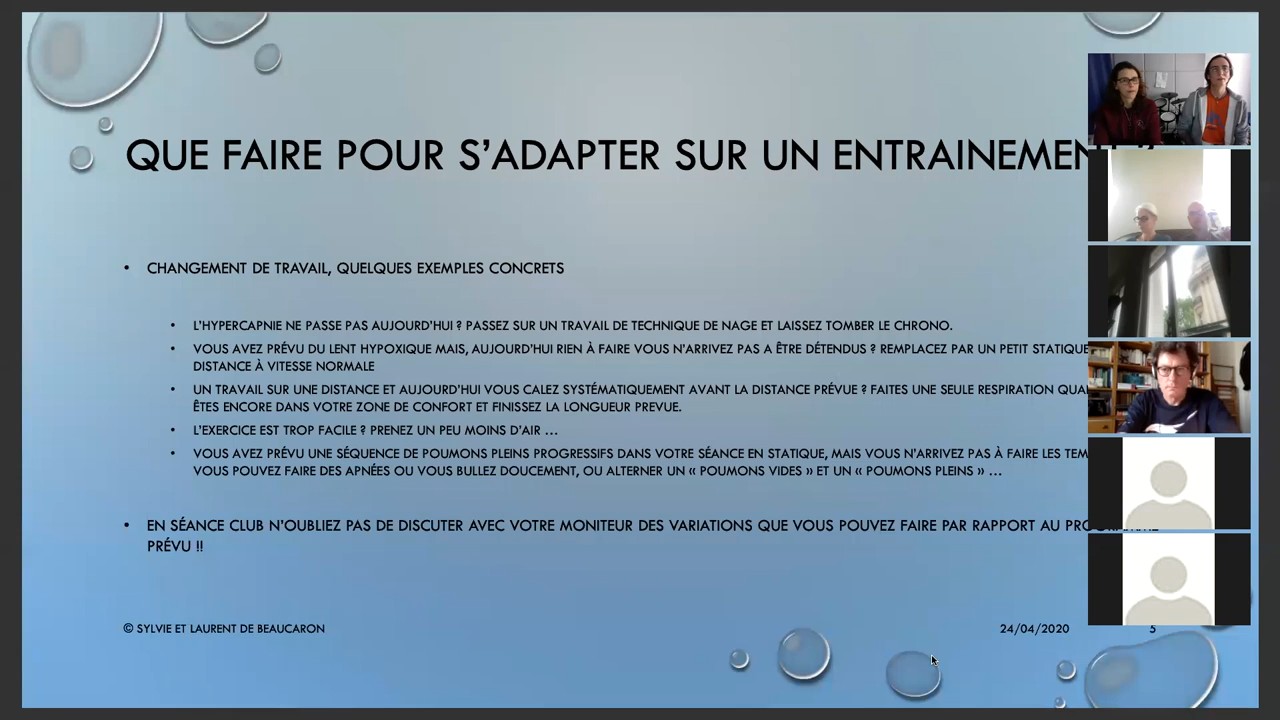 QUE FAIRE POUR S'ADAPTER SUR UN ENTRAINEMENT ?
• CHANGEMENT DE TRAVAIL, QUELQUES EXEMPLES CONCRETS
• L'HYPERCAPNIE NE PASSE PAS AUJOURD'HUI ? PASSEZ SUR UN TRAVAIL DE TECHNIQUE DE NAGE ET LAISSEZ TOMBER LE CHRONO.
• VOUS AVEZ PRÉVU DU LENT HYPOXIQUE MAIS, AUJOURD'HUI RIEN À FAIRE VOUS N'ARRIVEZ PAS A ÊTRE DÉTENDUS ? REMPLACEZ PAR UN PETIT STATIQUE
DISTANCE À VITESSE NORMALE
• UN TRAVAIL SUR UNE DISTANCE ET AUJOURD'HUI VOUS CALEZ SYSTÉMATIQUEMENT AVANT LA DISTANCE PRÉVUE ? FAITES UNE SEULE RESPIRATION
ÊTES ENCORE DANS VOTRE ZONE DE CONFORT ET FINISSEZ LA LONGUEUR PREVUE.
• L'EXERCICE EST TROP FACILE ? PRENEZ UN PEU MOINS D'AIR …
• VOUS AVEZ PRÉVU UNE SÉQUENCE DE POUMONS PLEINS PROGRESSIFS DANS VOTRE SÉANCE EN STATIQUE, MAIS VOUS N'ARRIVEZ PAS À FAIRE LES
VOUS POUVEZ FAIRE DES APNÉES OU VOUS BULLEZ DOUCEMENT, OU ALTERNER UN « POUMONS VIDES » ET UN « POUMONS PLEINS » …
• EN SÉANCE CLUB N'OUBLIEZ PAS DE DISCUTER AVEC VOTRE MONITEUR DES VARIATIONS QUE VOUS POUVEZ FAIRE PAR RAPPORT AU PROGRAMME
PRÉVU !!
© SYLVIE ET LAURENT DE BEAUCARON 24/04/2020 5